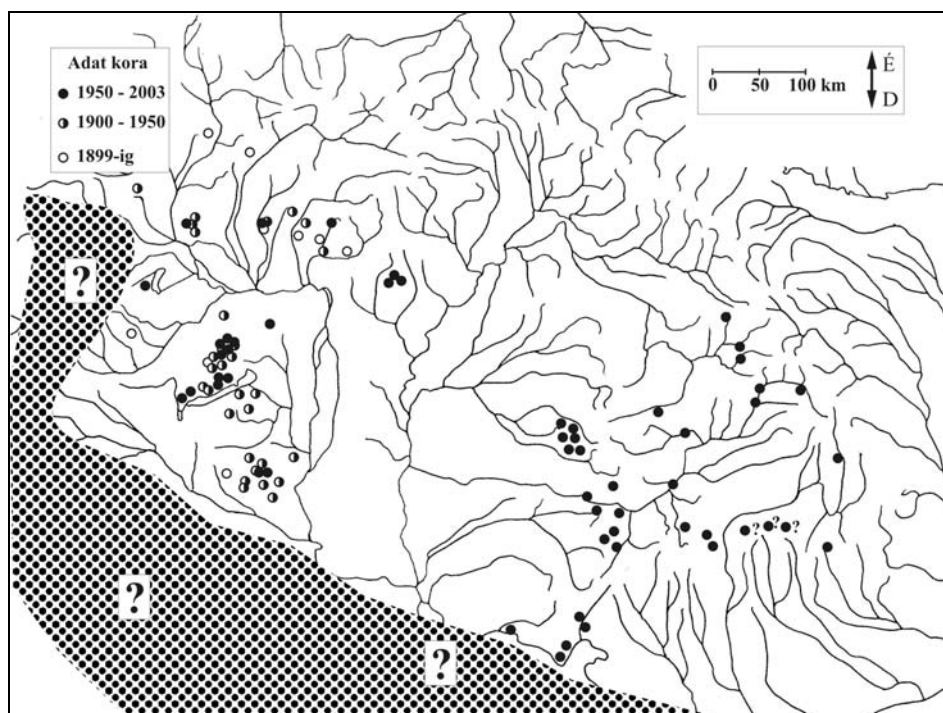 Adat kora
1950 - 2003
1900 - 1950
1899-ig
0 50 100 km
É
D
?
?
?
? ? ?